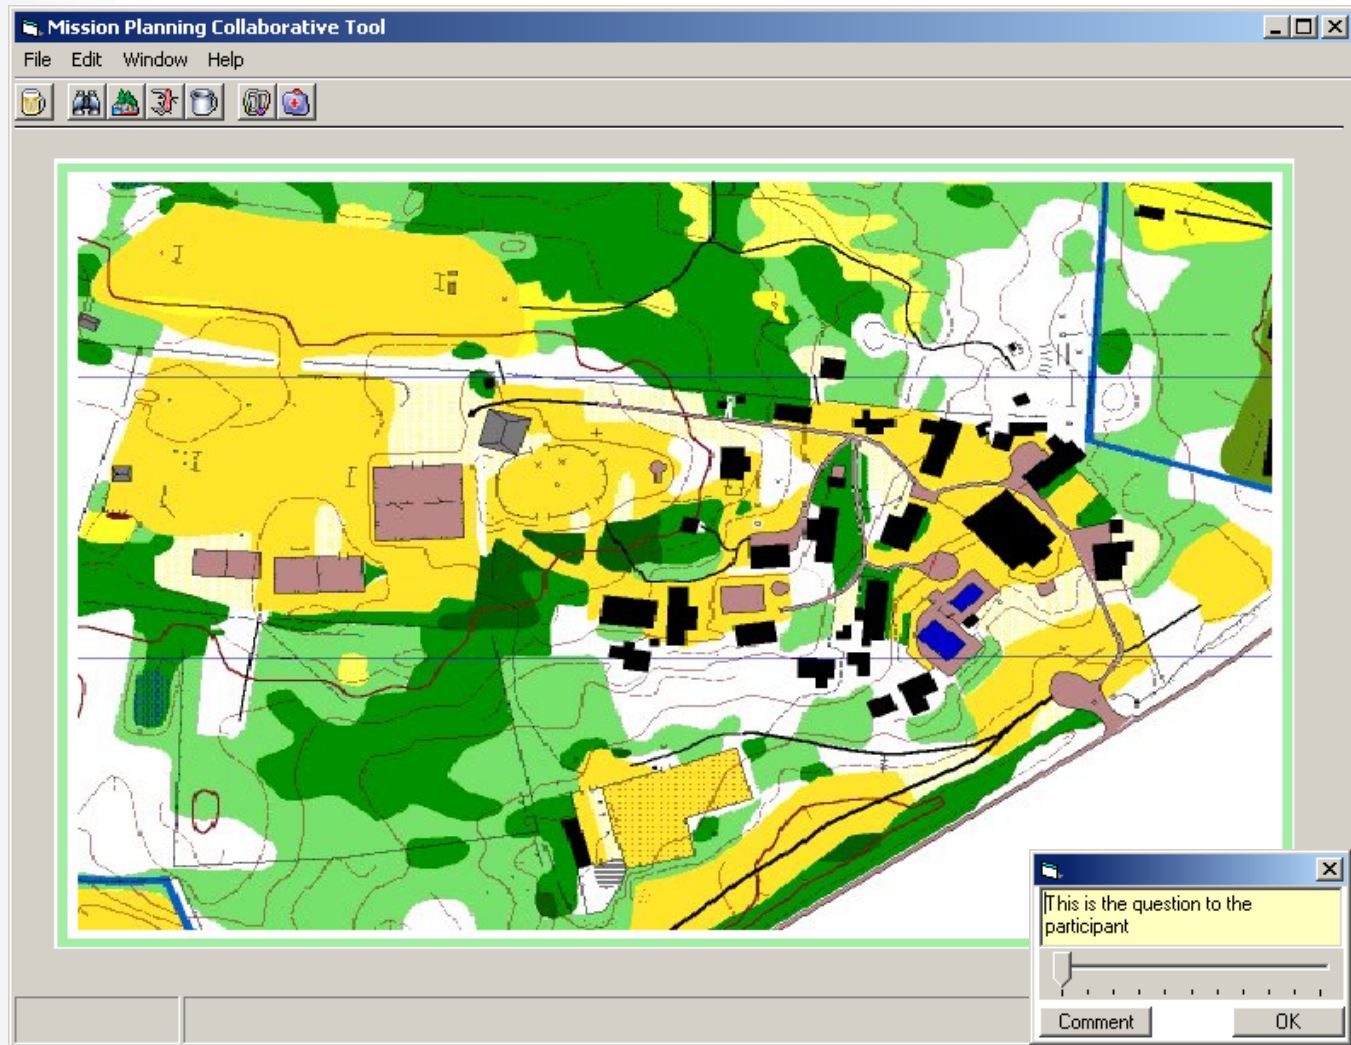 Mission Planning Collaborative Tool
File Edit Window Help
This is the question to the
participant
Comment OK